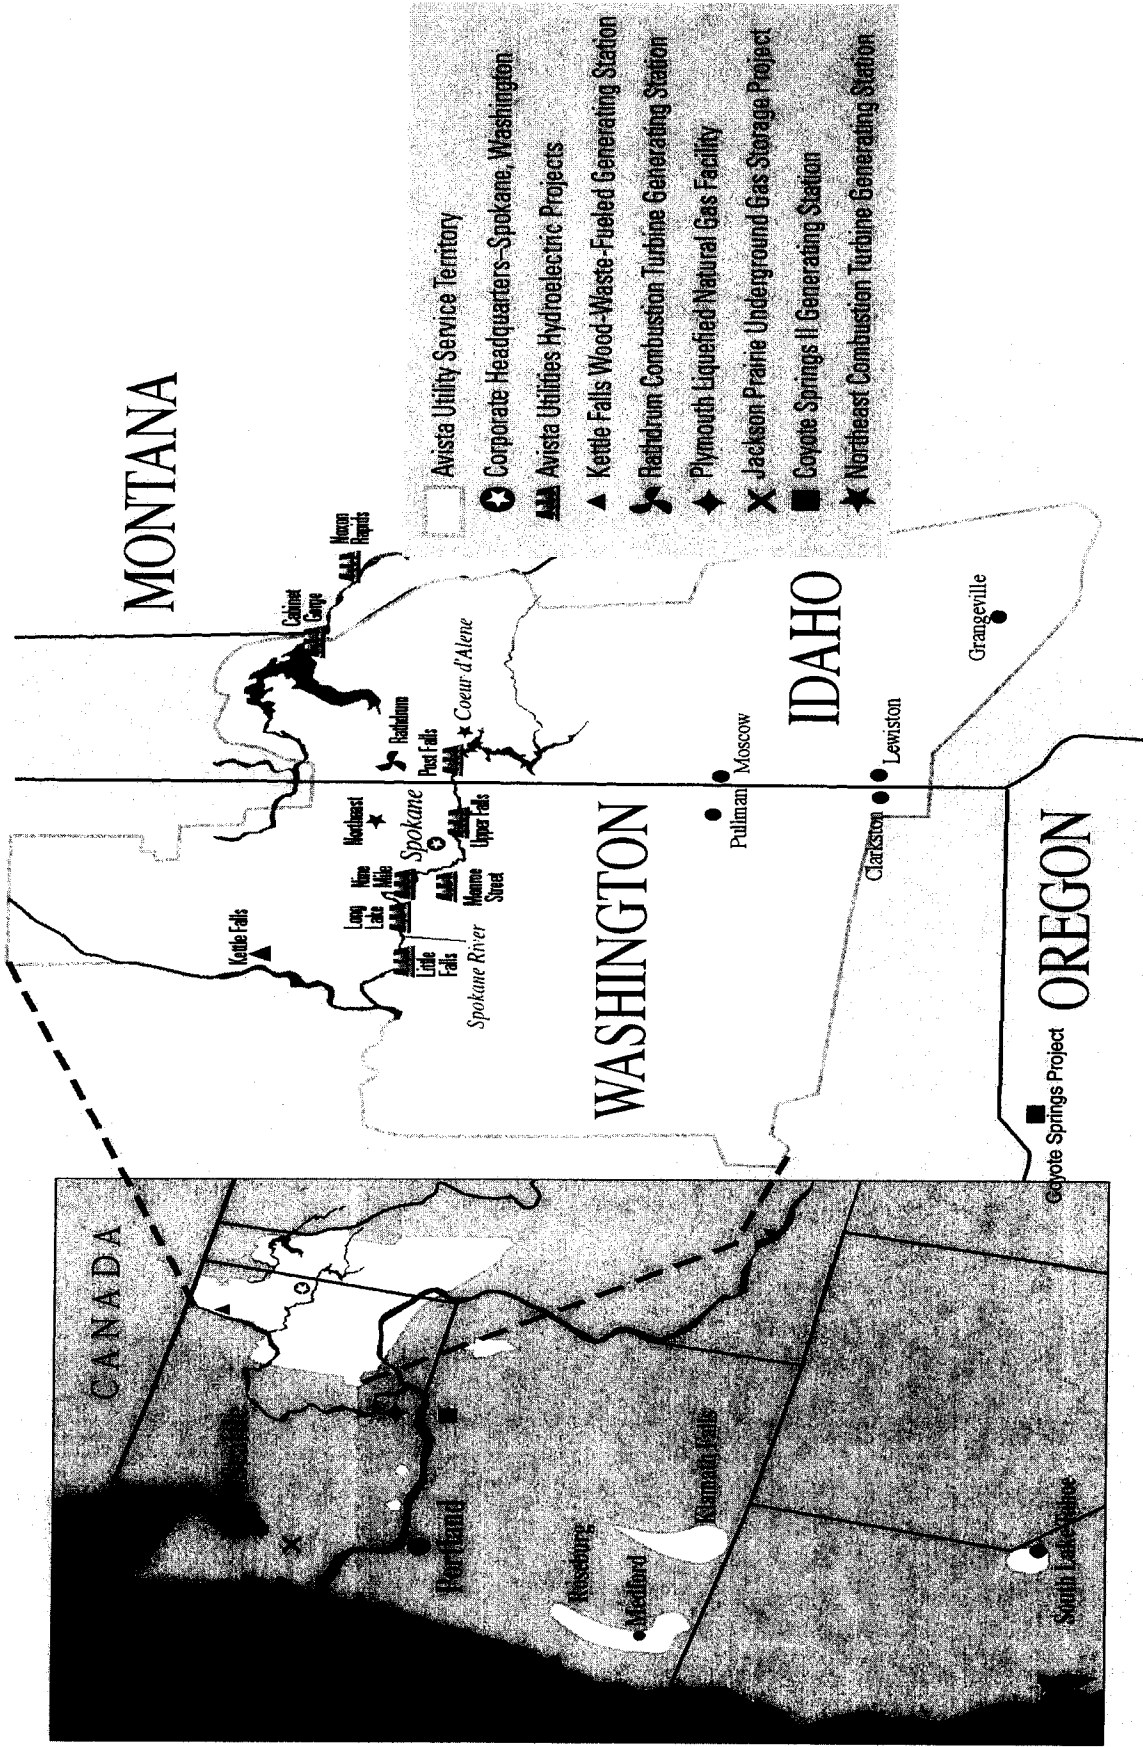 CANADA
Portland
Roseburg
Medford
Klamath Falls
South Lake Tahoe
MONTANA
Cabinet
Gorge
Noxon
Rapids
Kettle Falls
Northeast
Rathdrum
Long
Lake
Nine
Mile
Spokane
Post Falls
Coeur d'Alene
Little
Falls
Monroe
Street
Upper Falls
Spokane River
WASHINGTON
IDAHO
Pullman
Moscow
Clarkston
Lewiston
Grangeville
OREGON
Coyote Springs Project
Avista Utility Service Territory
Corporate Headquarters–Spokane, Washington
Avista Utilities Hydroelectric Projects
Kettle Falls Wood-Waste-Fueled Generating Station
Rathdrum Combustion Turbine Generating Station
Plymouth Liquefied Natural Gas Facility
Jackson Prairie Underground Gas Storage Project
Coyote Springs II Generating Station
Northeast Combustion Turbine Generating Station